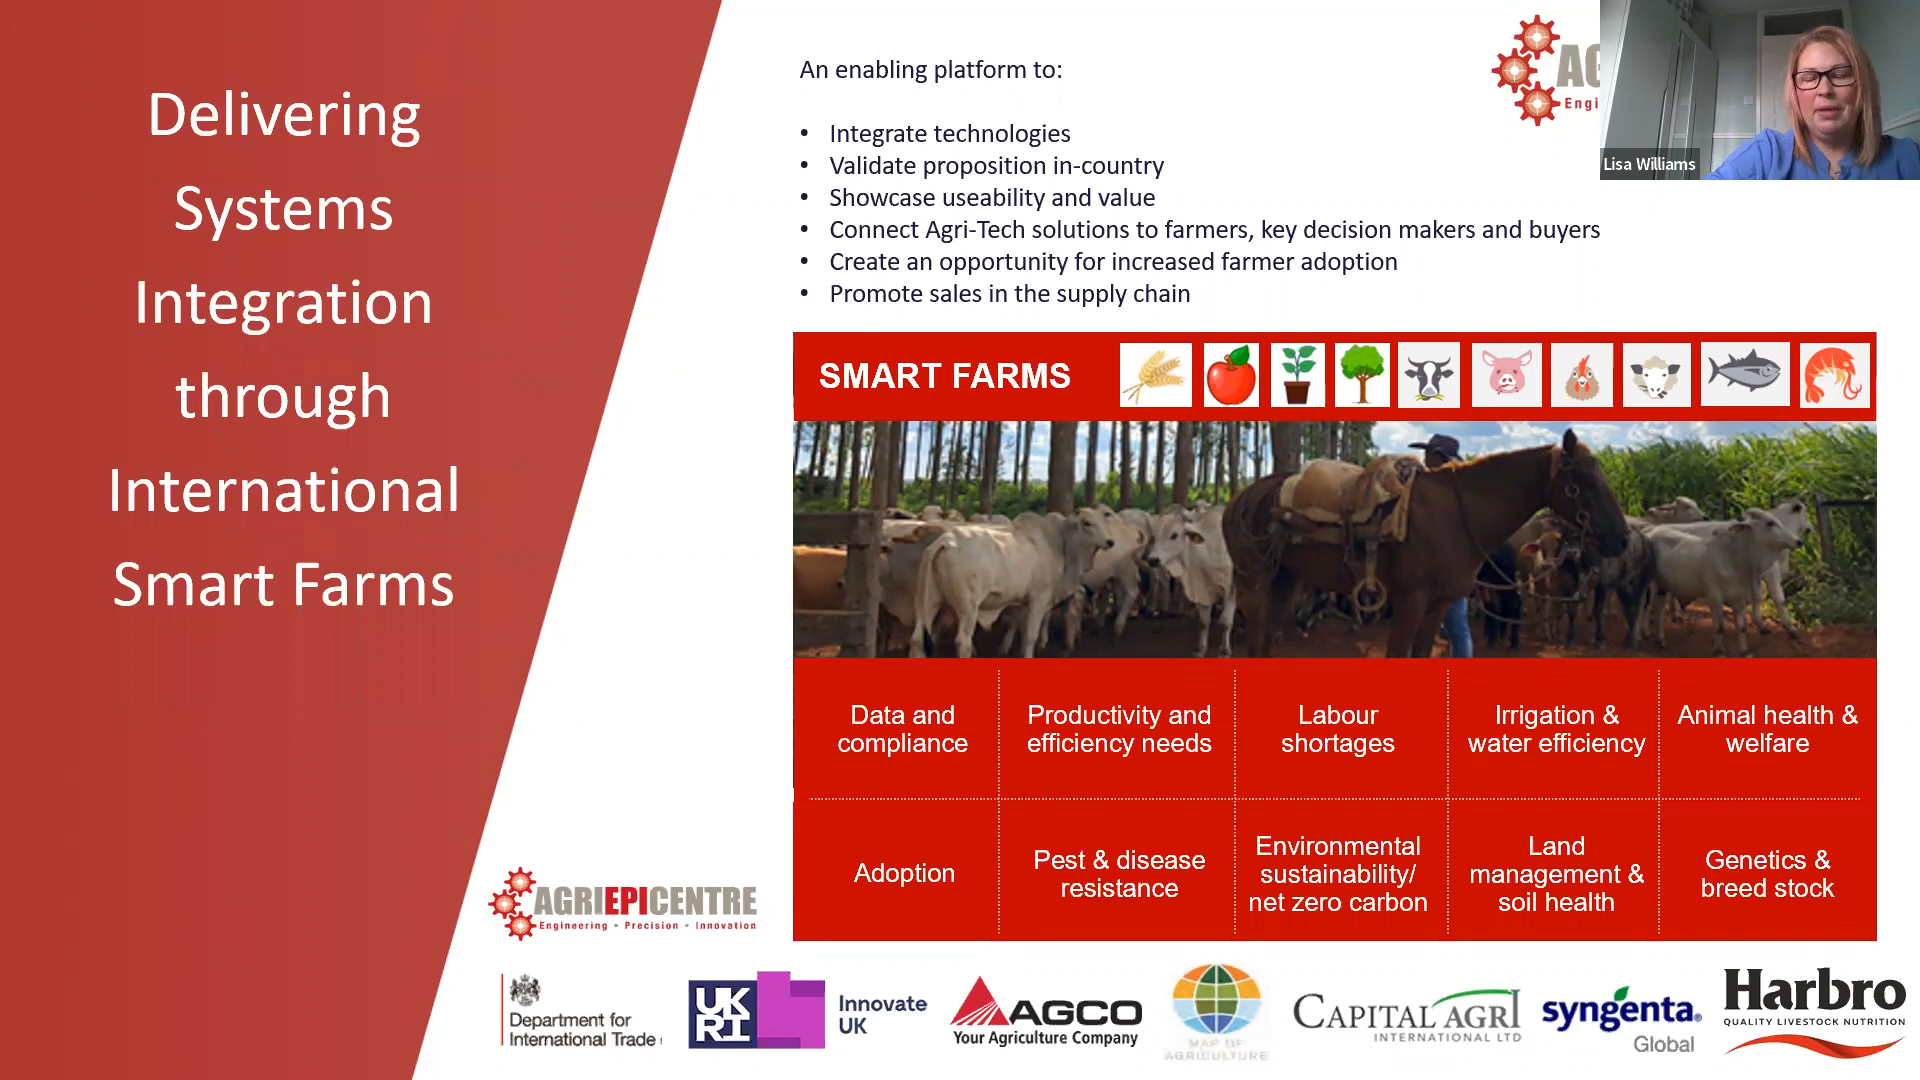 Delivering
Systems
Integration
through
International
Smart Farms
An enabling platform to:
• Integrate technologies
• Validate proposition in-country
• Showcase useability and value
• Connect Agri-Tech solutions to farmers, key decision makers and buyers
• Create an opportunity for increased farmer adoption
• Promote sales in the supply chain
AG
Engi
Lisa Williams
SMART FARMS
Data and
compliance
Productivity and
efficiency needs
Labour
shortages
Irrigation &
water efficiency
Animal health &
welfare
Adoption
Pest & disease
resistance
Environmental
sustainability/
net zero carbon
Land
management &
soil health
Genetics &
breed stock
AGRIEPICENTRE
Engineering • Precision • Innovation
Department for
International Trade
UK
RI
Innovate
UK
AGCO
Your Agriculture Company
MAP OF
AGRICULTURE
CAPITAL AGRI
INTERNATIONAL LTD
syngenta®
Global
Harbro
QUALITY LIVESTOCK NUTRITION